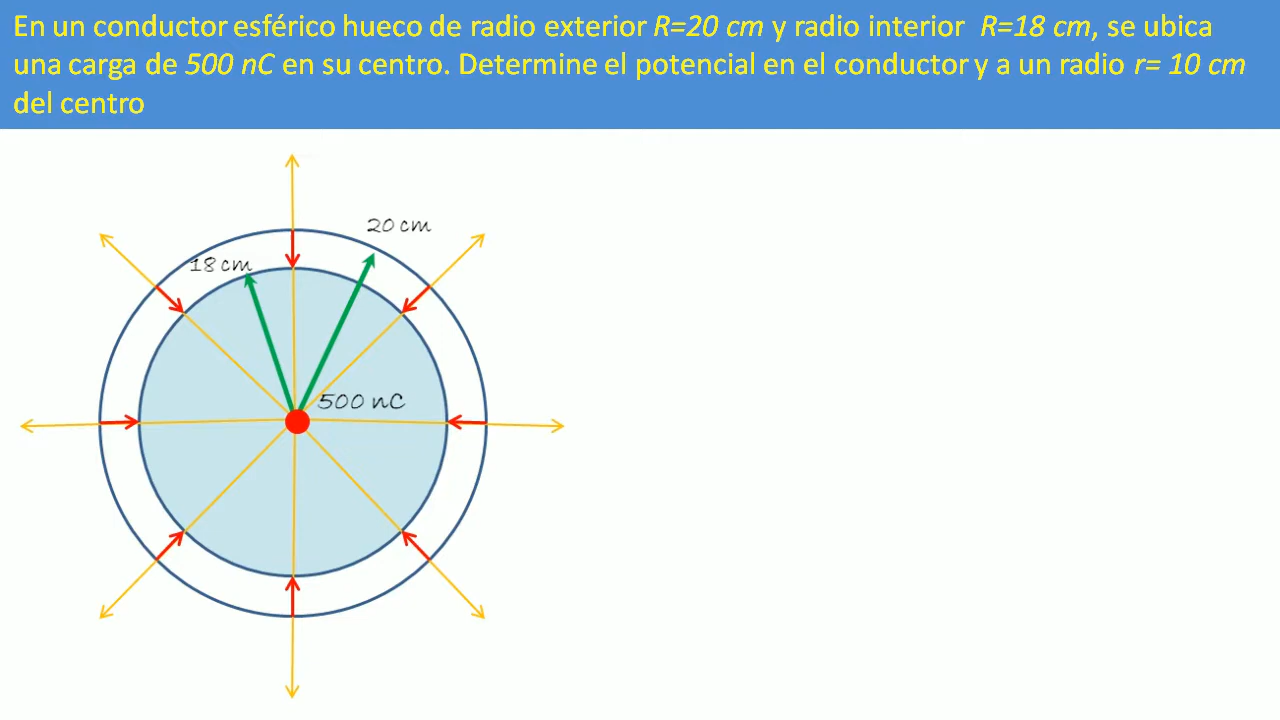 En un conductor esférico hueco de radio exterior R=20 cm y radio interior R=18 cm, se ubica
una carga de 500 nC en su centro. Determine el potencial en el conductor y a un radio r= 10 cm
del centro
20 cm
18 cm
500 nC